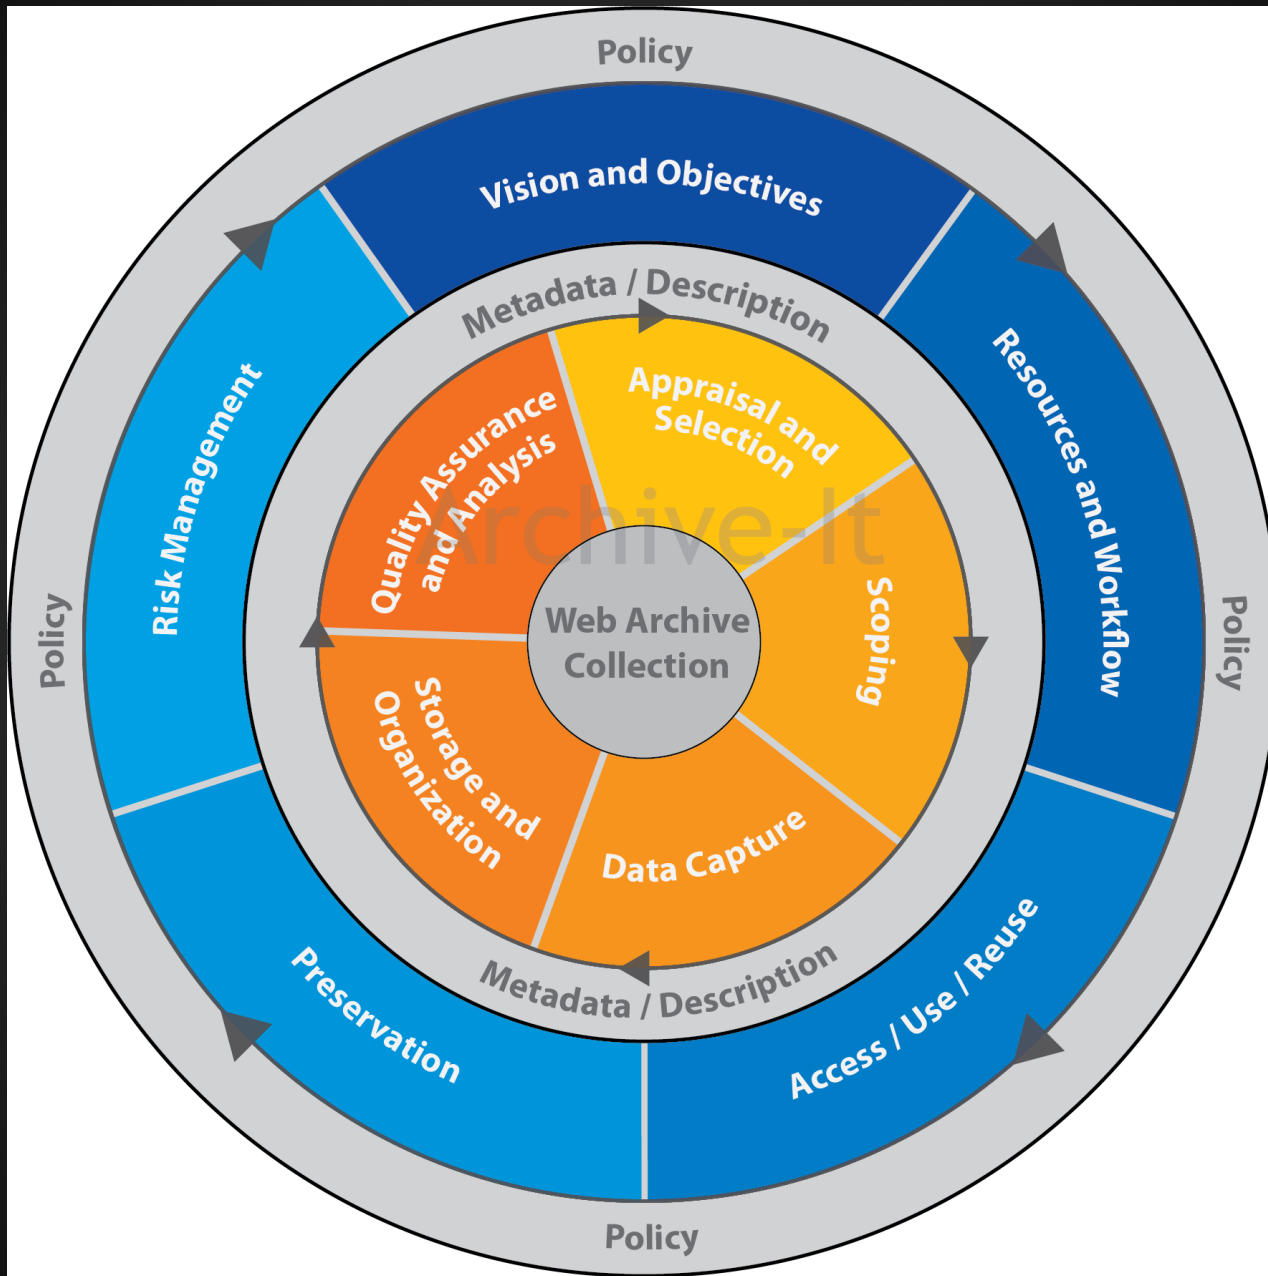 Policy
Vision and Objectives
Metadata / Description
Appraisal and
Selection
Quality Assurance
and Analysis
Risk Management
Resources and Workflow
Archive-It
Scoping
Web Archive
Collection
Policy
Policy
Storage and
Organization
Data Capture
Metadata / Description
Preservation
Access / Use / Reuse
Policy